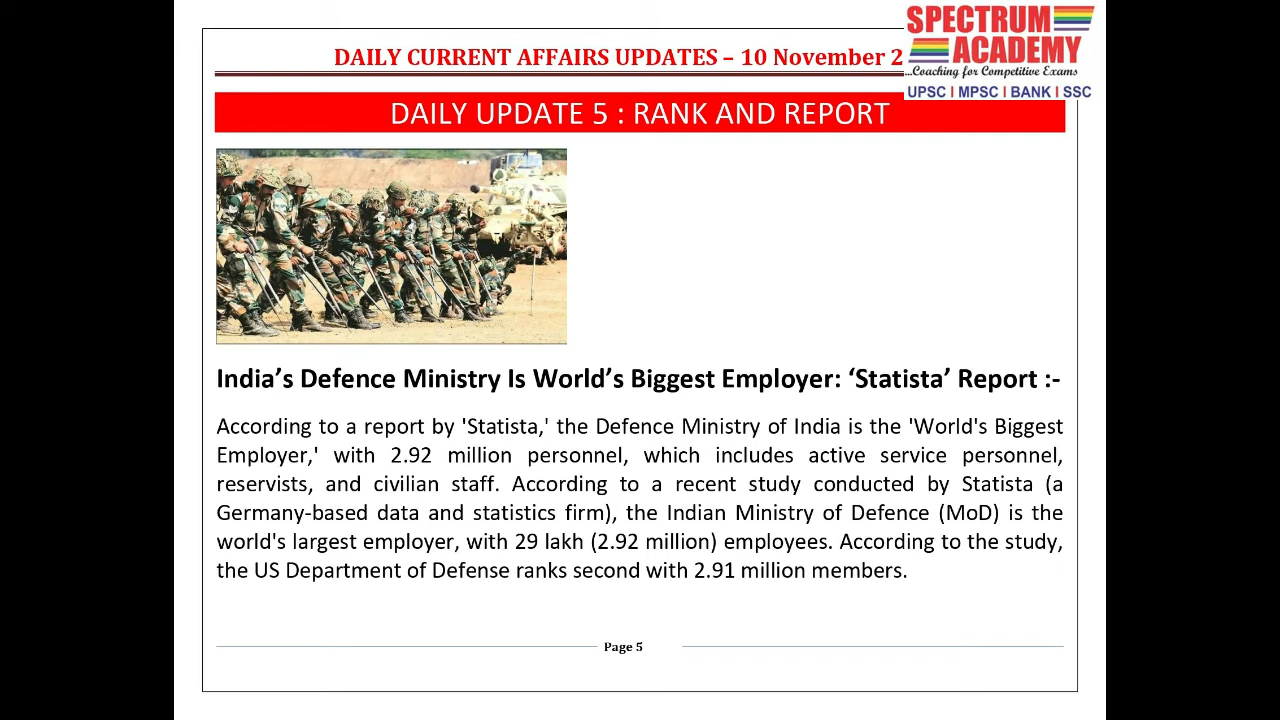 SPECTRUM
ACADEMY
...Coaching for Competitive Exams
UPSC I MPSC I BANK I SSC
DAILY CURRENT AFFAIRS UPDATES – 10 November 2
DAILY UPDATE 5 : RANK AND REPORT
India’s Defence Ministry Is World’s Biggest Employer: ‘Statista’ Report :-
According to a report by 'Statista,' the Defence Ministry of India is the 'World's Biggest
Employer,' with 2.92 million personnel, which includes active service personnel,
reservists, and civilian staff. According to a recent study conducted by Statista (a
Germany-based data and statistics firm), the Indian Ministry of Defence (MoD) is the
world's largest employer, with 29 lakh (2.92 million) employees. According to the study,
the US Department of Defense ranks second with 2.91 million members.
Page 5